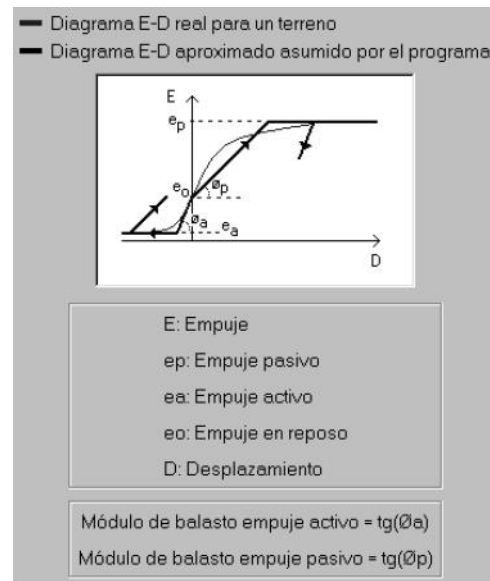 Diagrama E-D real para un terreno
Diagrama E-D aproximado asumido por el programa
E
ep
eo
Øp
Øa
ea
D
E: Empuje
ep: Empuje pasivo
ea: Empuje activo
eo: Empuje en reposo
D: Desplazamiento
Módulo de balasto empuje activo = tg(Øa)
Módulo de balasto empuje pasivo = tg(Øp)